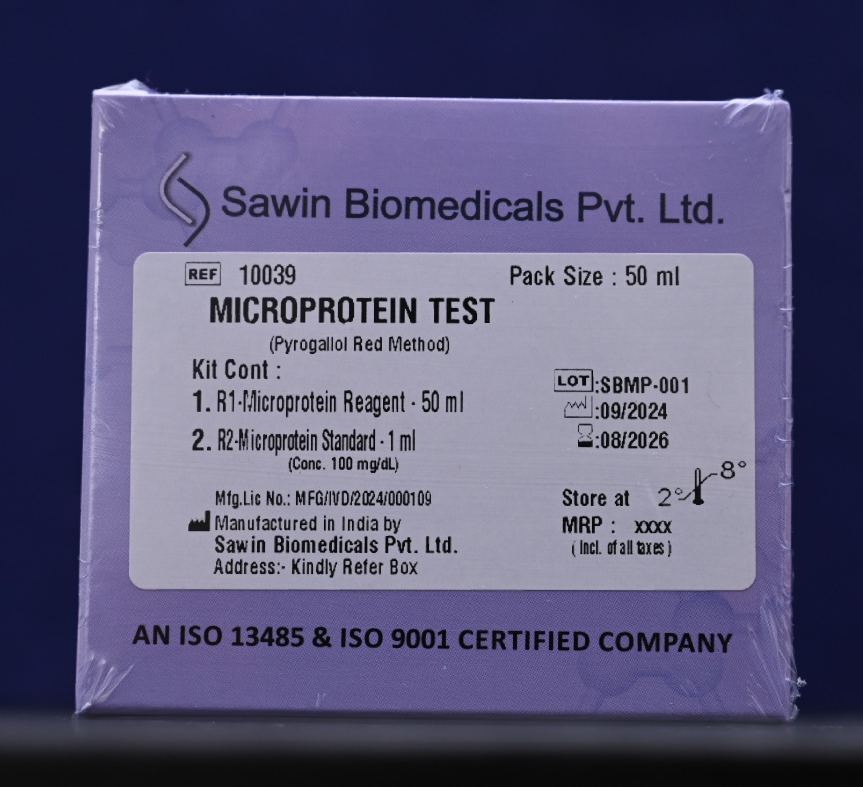 Sawin Biomedicals Pvt. Ltd.
REF 10039 Pack Size : 50 ml
MICROPROTEIN TEST
(Pyrogallol Red Method)
Kit Cont :
1. R1-Microprotein Reagent - 50 ml
2. R2-Microprotein Standard - 1 ml
(Conc. 100 mg/dL)
LOT :SBMP-001
:09/2024
:08/2026
Mfg.Lic No.: MFG/IVD/2024/000109
Manufactured in India by
Sawin Biomedicals Pvt. Ltd.
Address:- Kindly Refer Box
Store at 2° -8°
MRP : xxxx
( Incl. of all taxes )
AN ISO 13485 & ISO 9001 CERTIFIED COMPANY